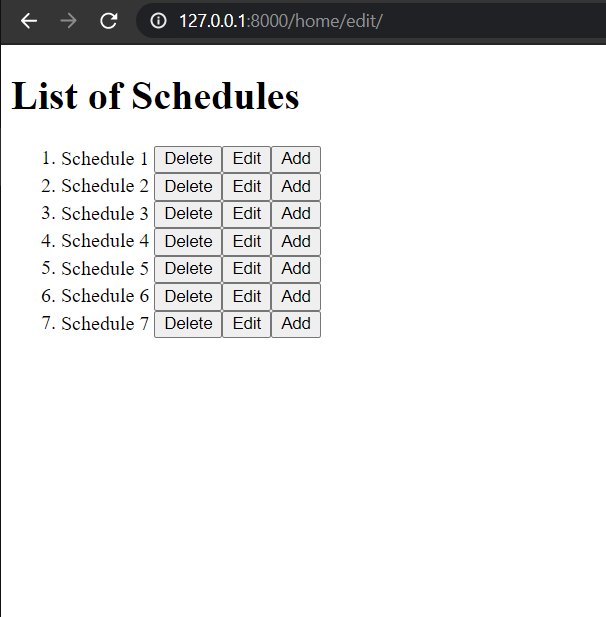 127.0.0.1:8000/home/edit/
List of Schedules
1. Schedule 1 Delete Edit Add
2. Schedule 2 Delete Edit Add
3. Schedule 3 Delete Edit Add
4. Schedule 4 Delete Edit Add
5. Schedule 5 Delete Edit Add
6. Schedule 6 Delete Edit Add
7. Schedule 7 Delete Edit Add